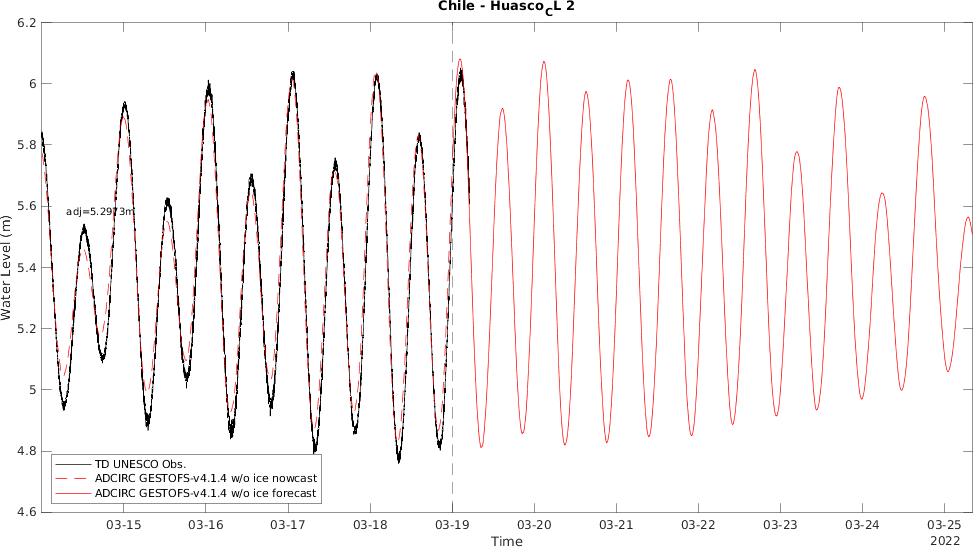 Chile - HuascoCL 2
6.2
6
5.8
5.6
5.4
5.2
5
4.8
4.6
Water Level (m)
adj=5.2973m
TD UNESCO Obs.
ADCIRC GESTOFS-v4.1.4 w/o ice nowcast
ADCIRC GESTOFS-v4.1.4 w/o ice forecast
03-15 03-16 03-17 03-18 03-19 03-20 03-21 03-22 03-23 03-24 03-25
Time 2022